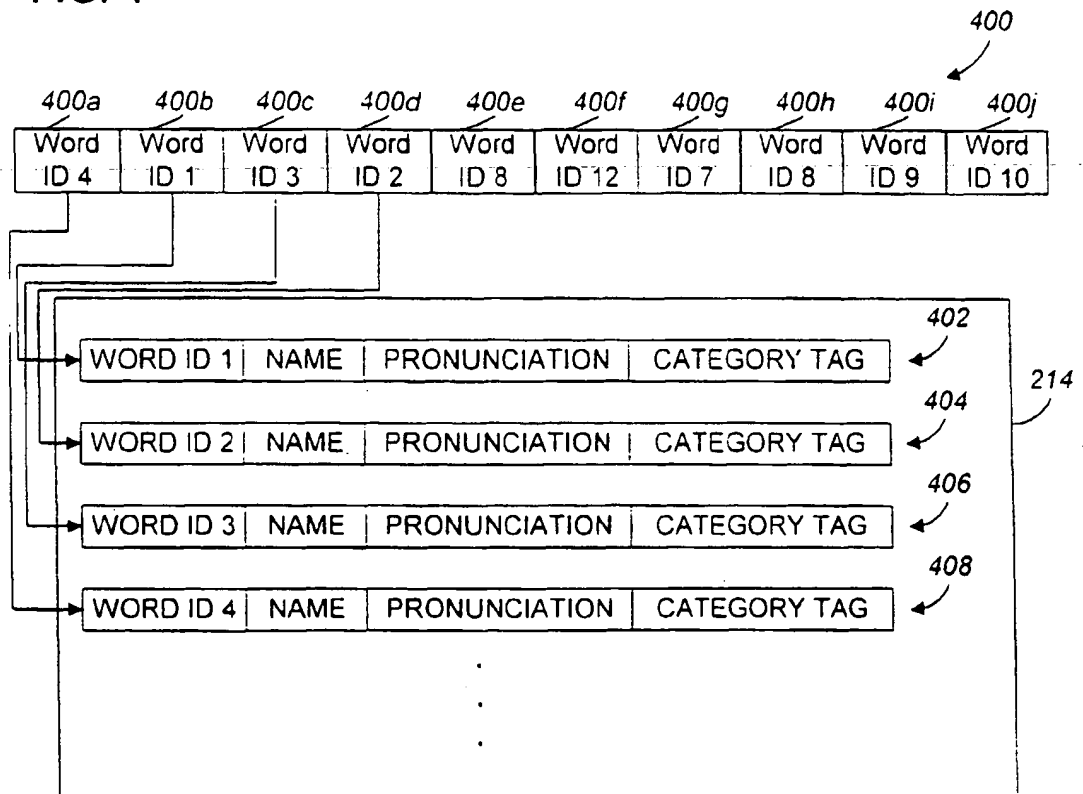 400
400a 400b 400c 400d 400e 400f 400g 400h 400i 400j
Word ID 4 Word ID 1 Word ID 3 Word ID 2 Word ID 8 Word ID 12 Word ID 7 Word ID 8 Word ID 9 Word ID 10
402
WORD ID 1 NAME PRONUNCIATION CATEGORY TAG
214
404
WORD ID 2 NAME PRONUNCIATION CATEGORY TAG
406
WORD ID 3 NAME PRONUNCIATION CATEGORY TAG
408
WORD ID 4 NAME PRONUNCIATION CATEGORY TAG